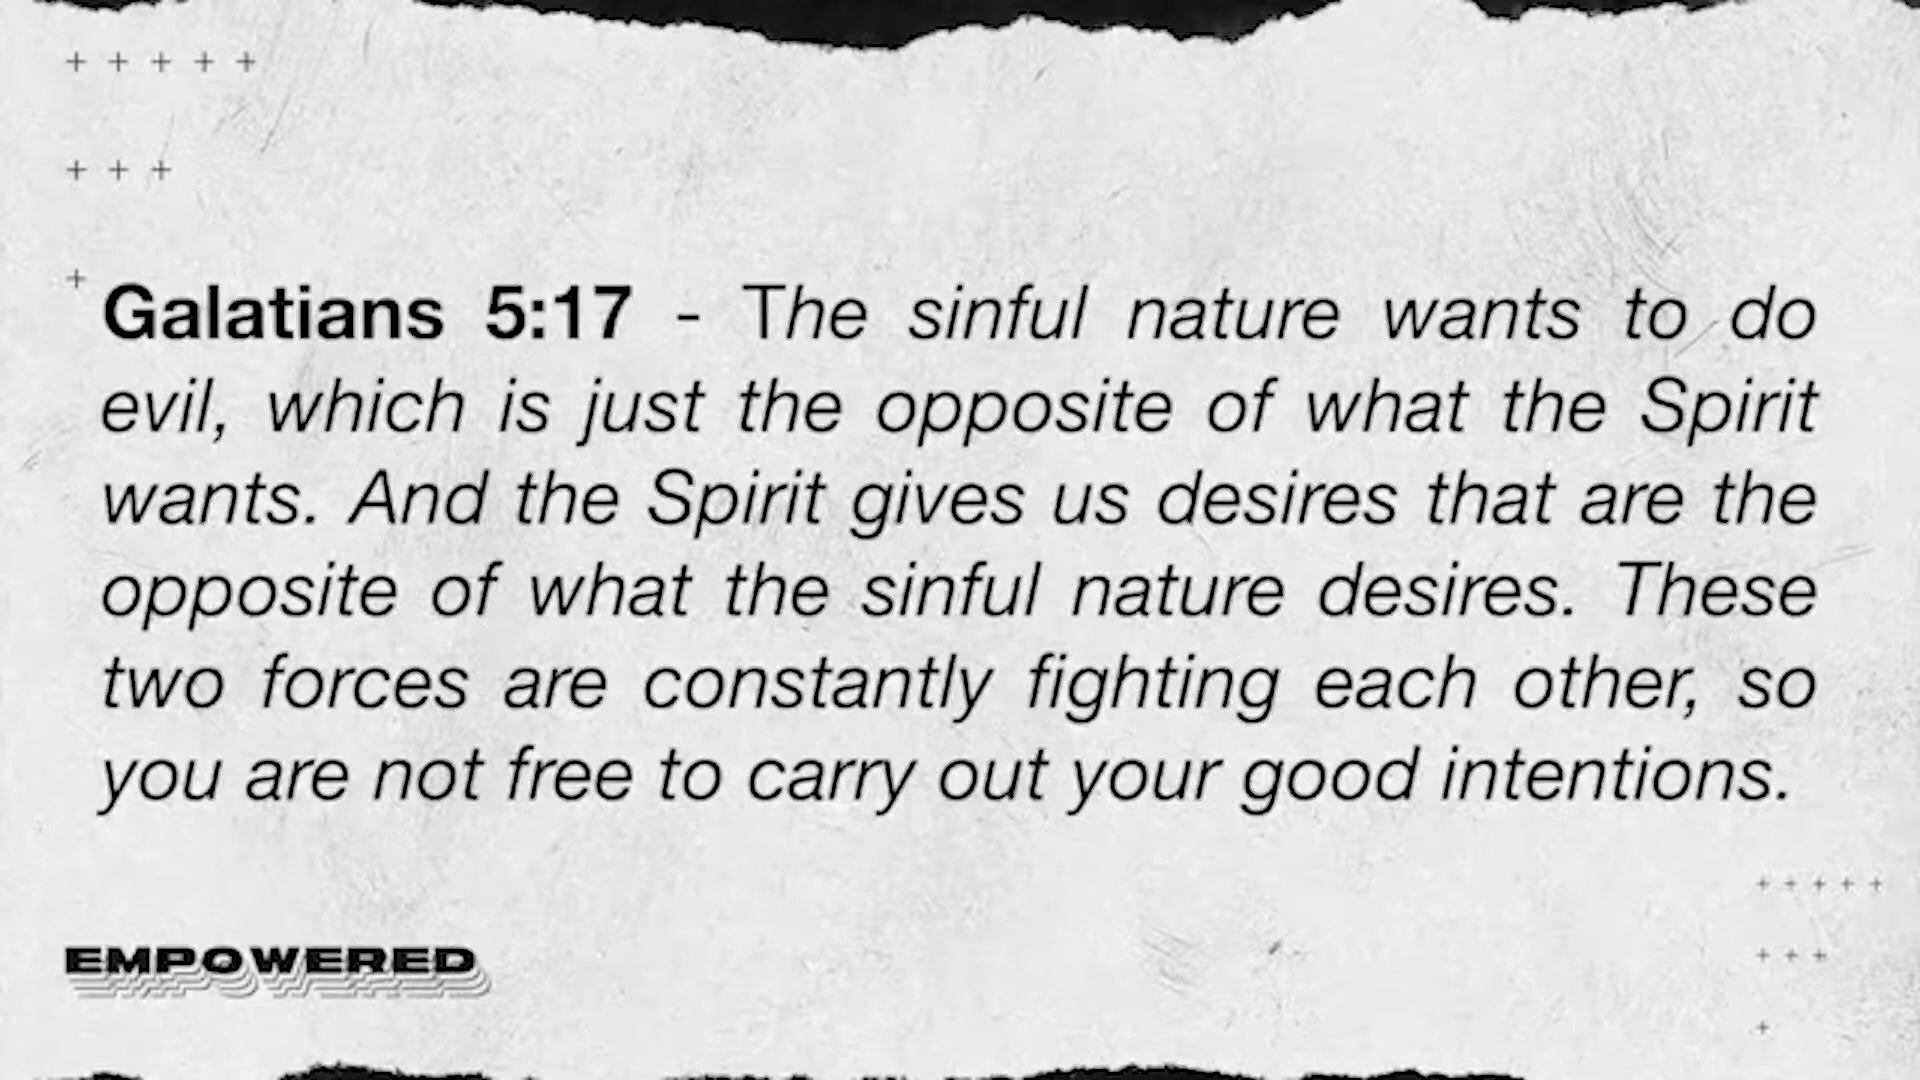 Galatians 5:17 - The sinful nature wants to do
evil, which is just the opposite of what the Spirit
wants. And the Spirit gives us desires that are the
opposite of what the sinful nature desires. These
two forces are constantly fighting each other, so
you are not free to carry out your good intentions.
EMPOWERED